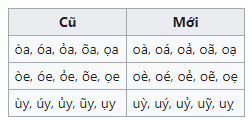 Cũ Mới
òa, óa, ỏa, õa, ọa oà, oá, oả, oã, oạ
òe, óe, ỏe, õe, ọe oè, oé, oẻ, oẽ, oẹ
ùy, úy, ủy, ũy, ụy uỳ, uý, uỷ, uỹ, uỵ